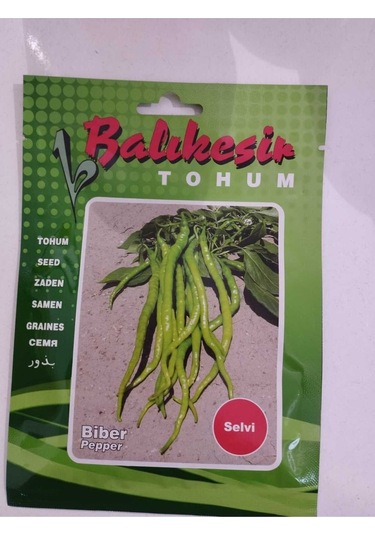 Balıkesir
TOHUM
TOHUM
SEED
ZADEN
SAMEN
GRAINES
СЕМЯ
بذور
Biber
Pepper
Selvi